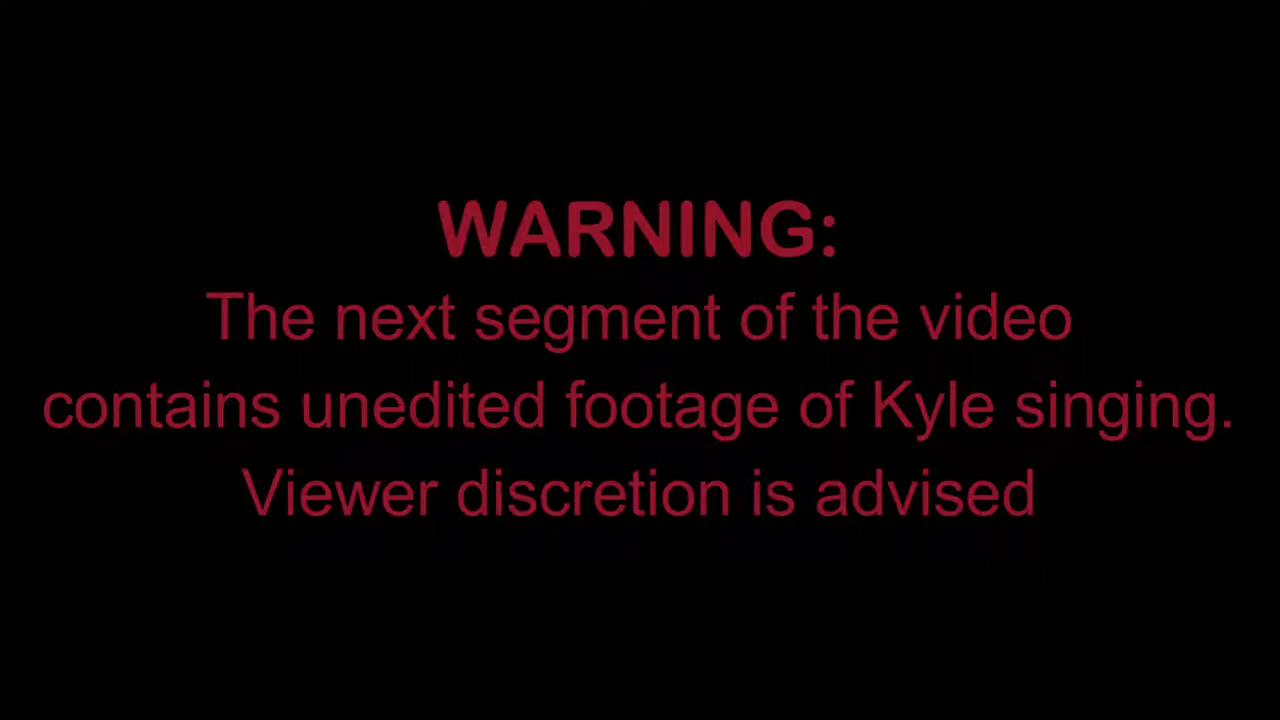 WARNING:
The next segment of the video
contains unedited footage of Kyle singing.
Viewer discretion is advised